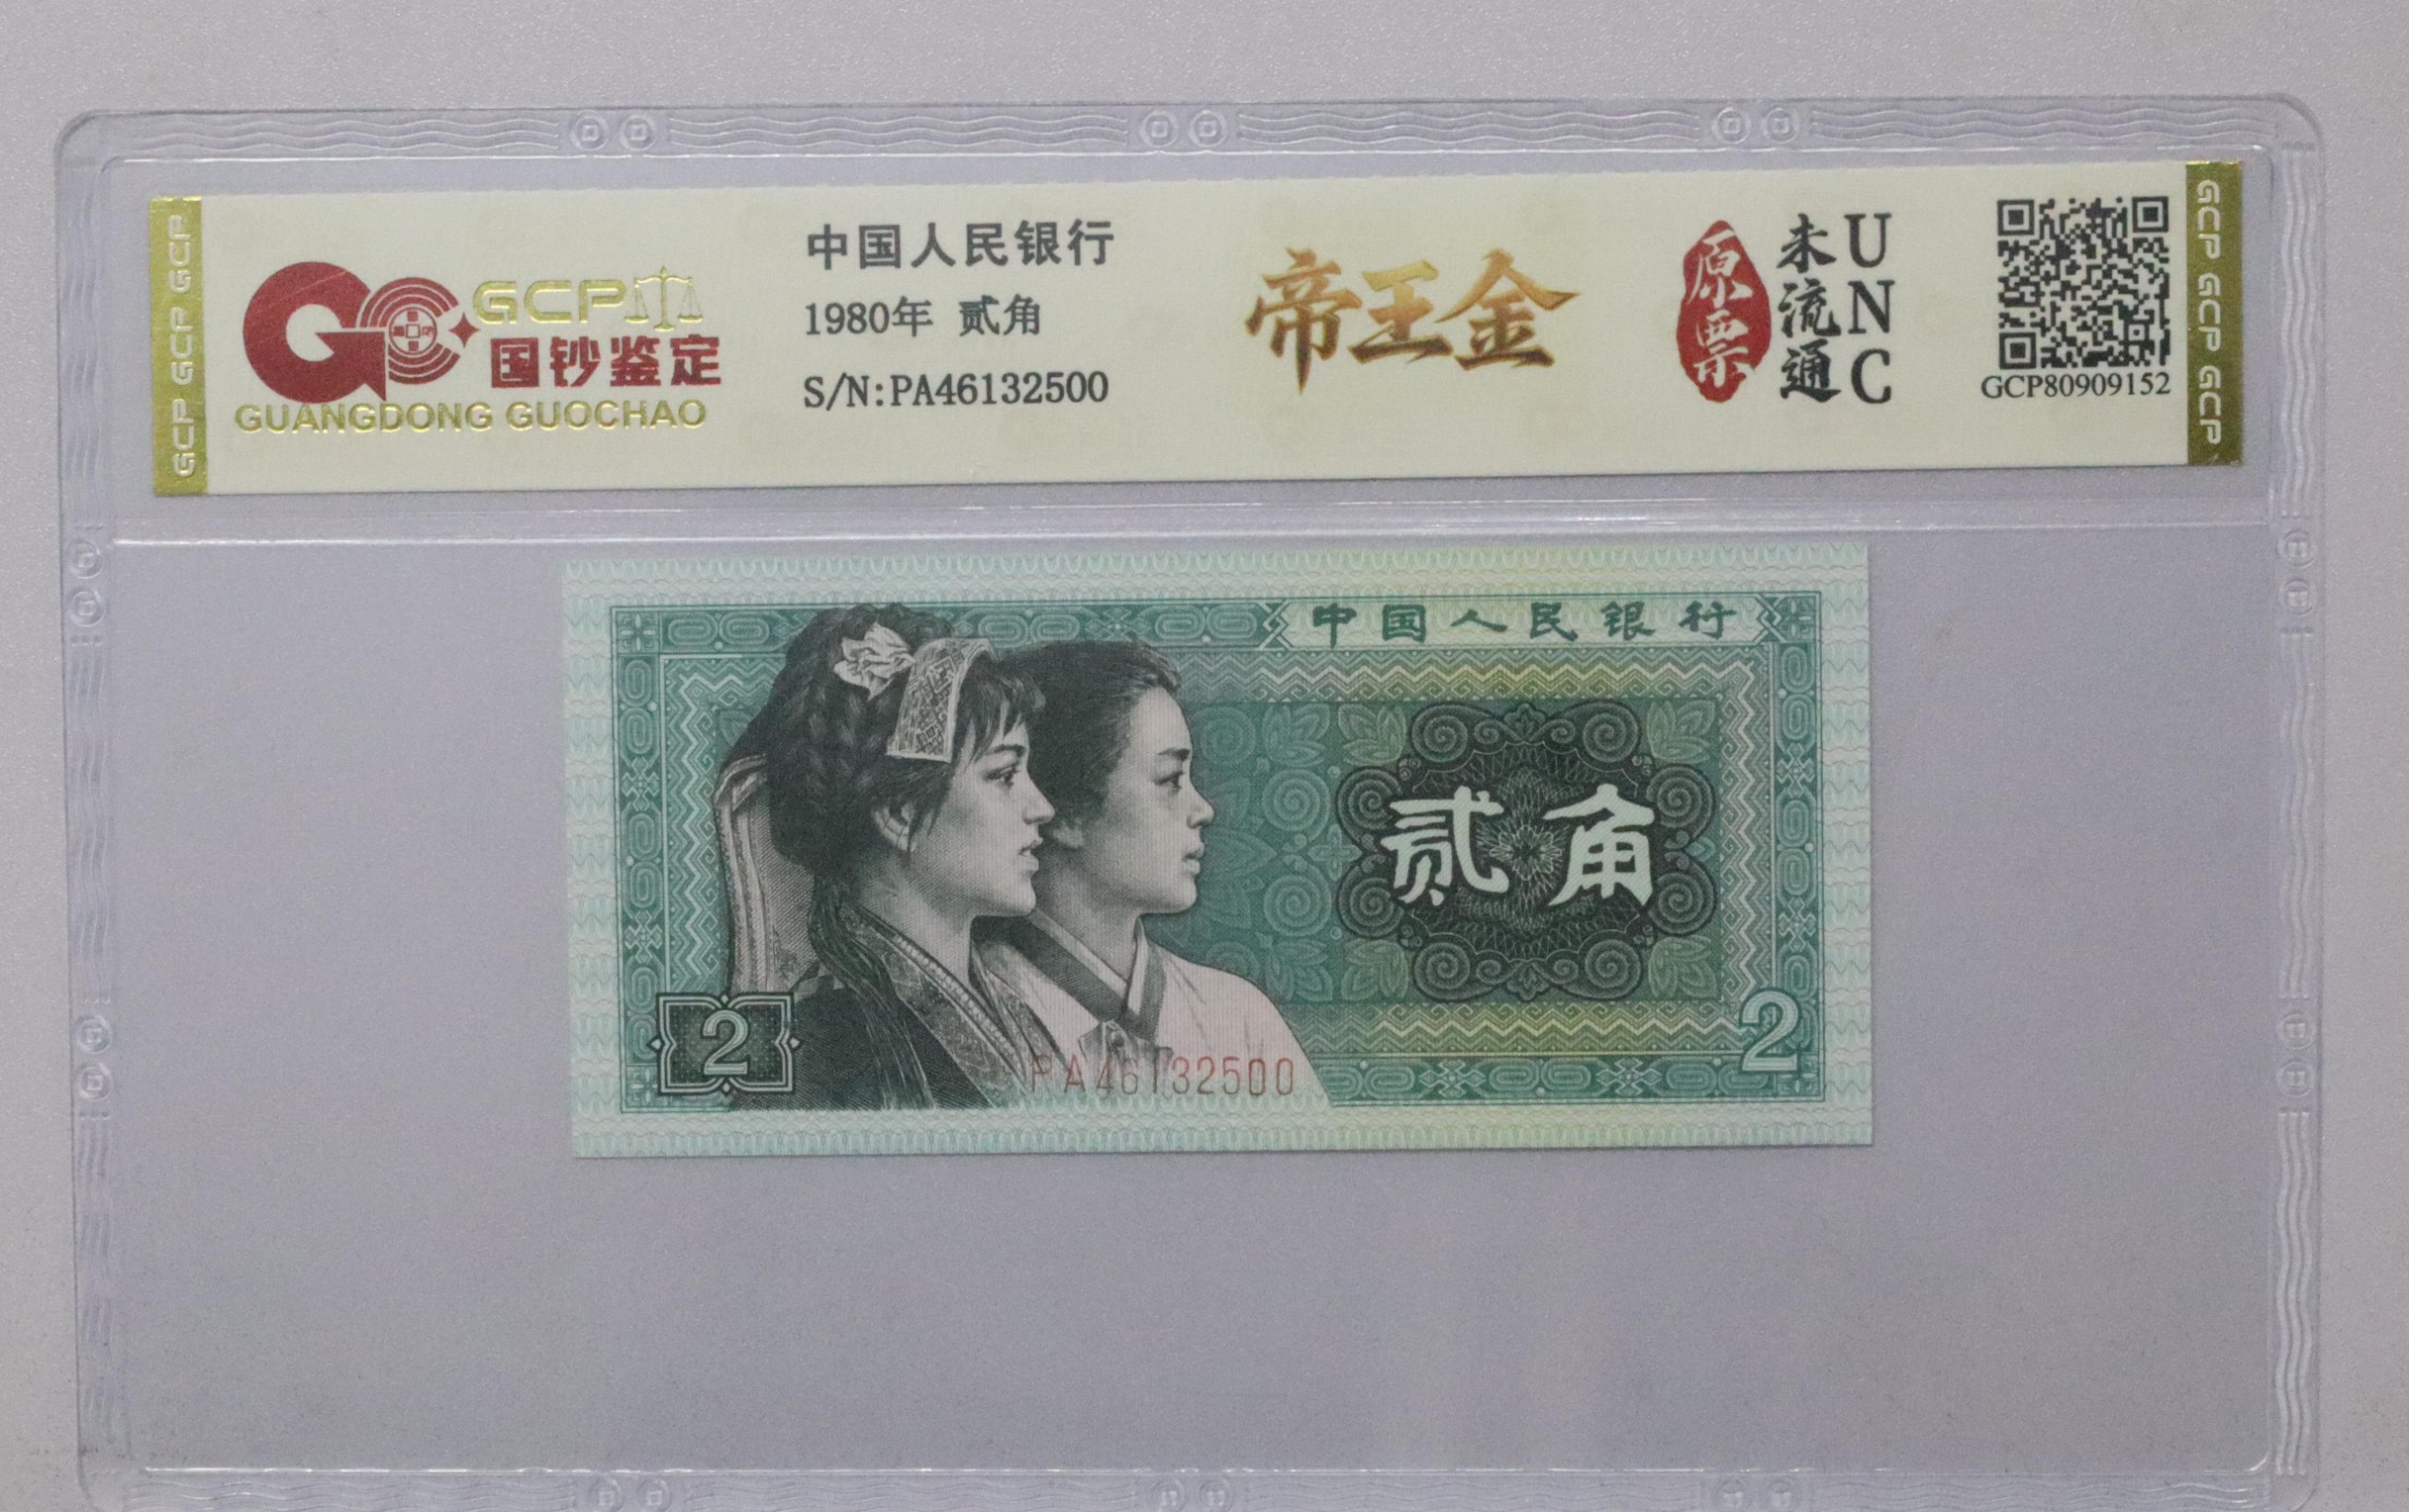 GCP GCP GCP
GCP
国钞鉴定
GUANGDONG GUOCHAO
中国人民银行
1980年 贰角
S/N:PA46132500
帝王金
原票
未流通
UNC
GCP80909152
GCP GCP GCP
中国人民银行
贰角
2
PA46132500
2